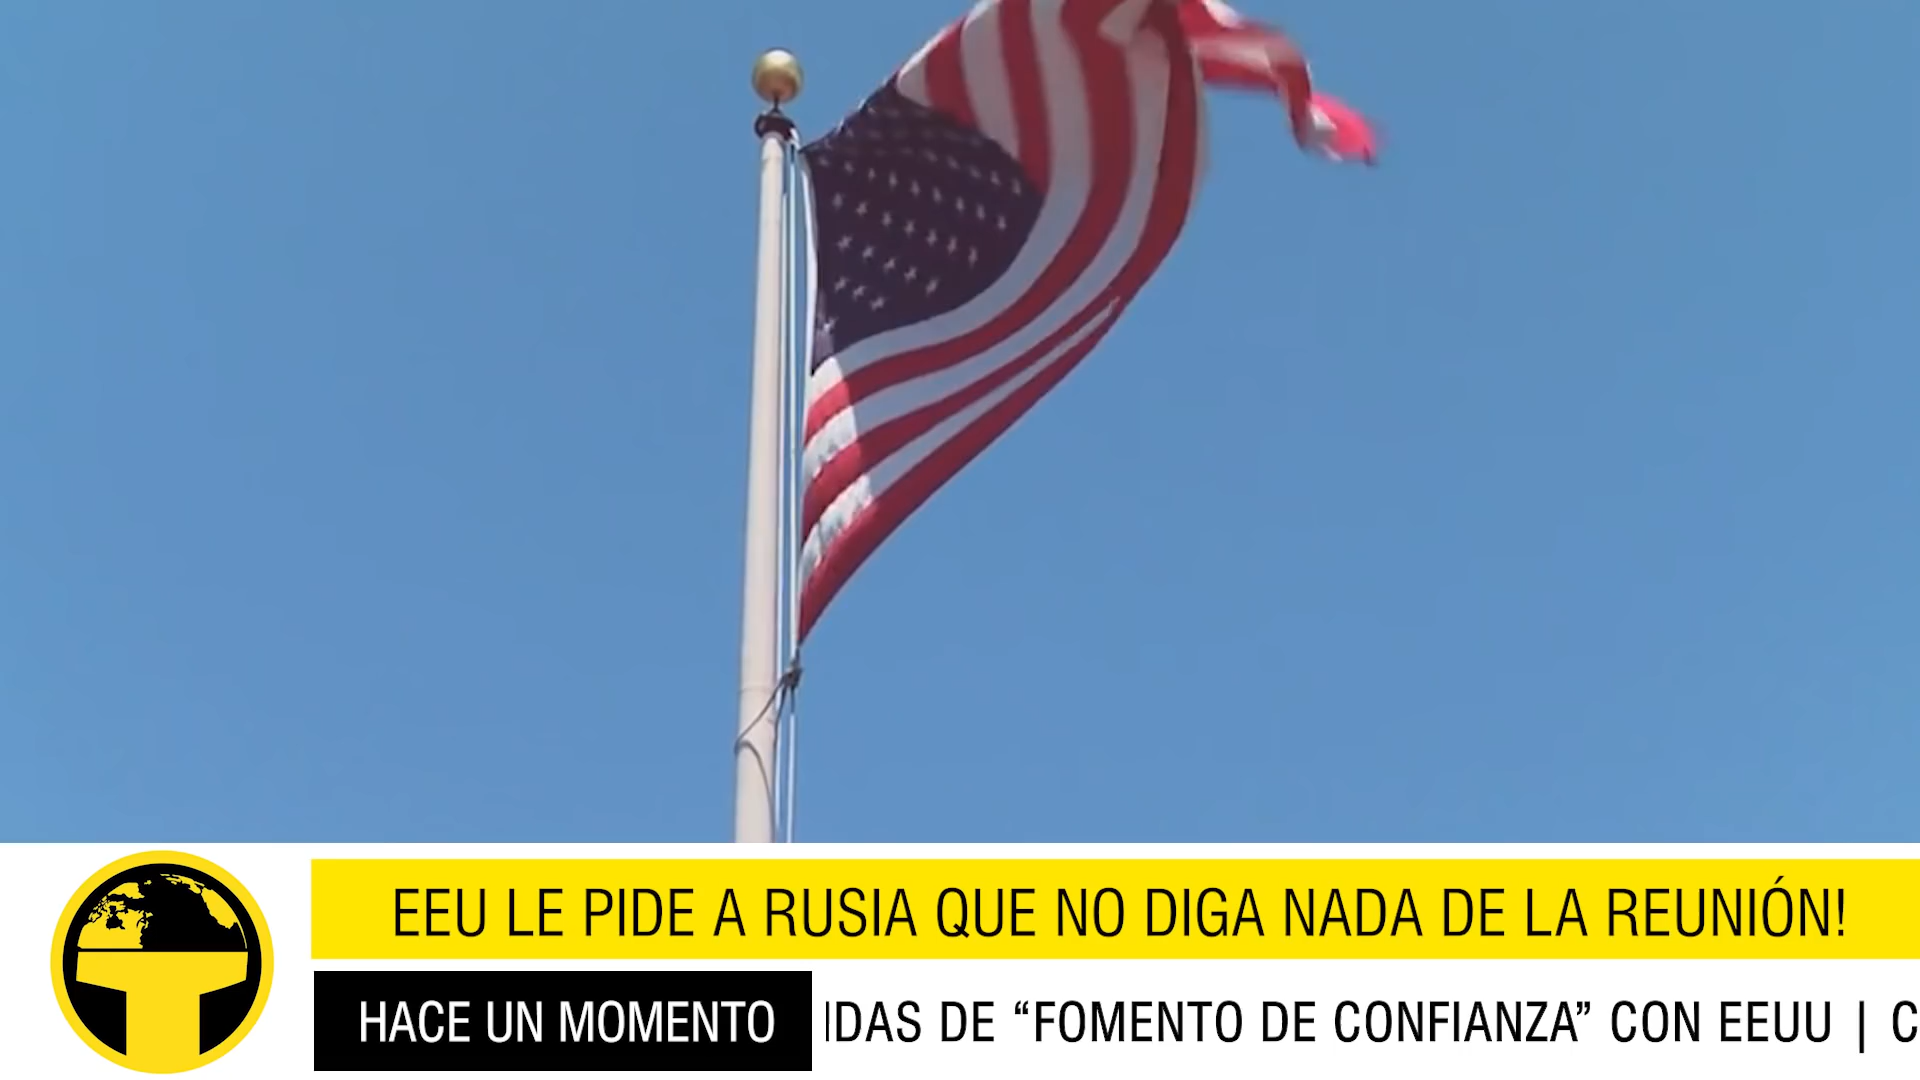 EEU LE PIDE A RUSIA QUE NO DIGA NADA DE LA REUNIÓN!
HACE UN MOMENTO
DE “FOMENTO DE CONFIANZA” CON EEUU |